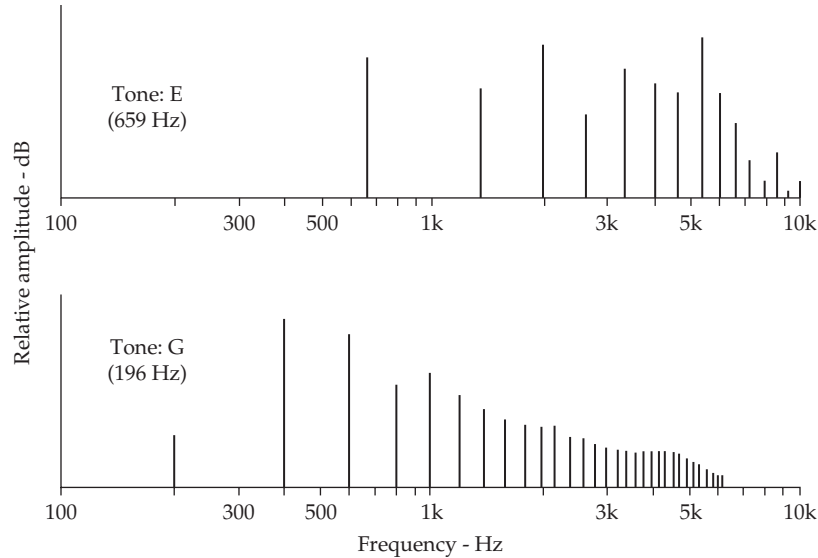 Relative amplitude - dB
Tone: E
(659 Hz)
100 300 500 1k 3k 5k 10k
Tone: G
(196 Hz)
100 300 500 1k 3k 5k 10k
Frequency - Hz